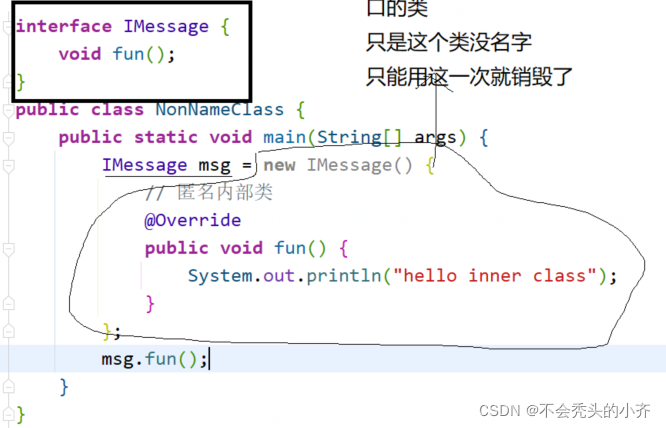 interface IMessage {
    void fun();
}
口的类
只是这个类没名字
只能用这一次就销毁了
public class NonNameClass {
    public static void main(String[] args) {
        IMessage msg = new IMessage() {
            // 匿名内部类
            @Override
            public void fun() {
                System.out.println("hello inner class");
            }
        };
        msg.fun();
    }
}
CSDN @不会秃头的小齐